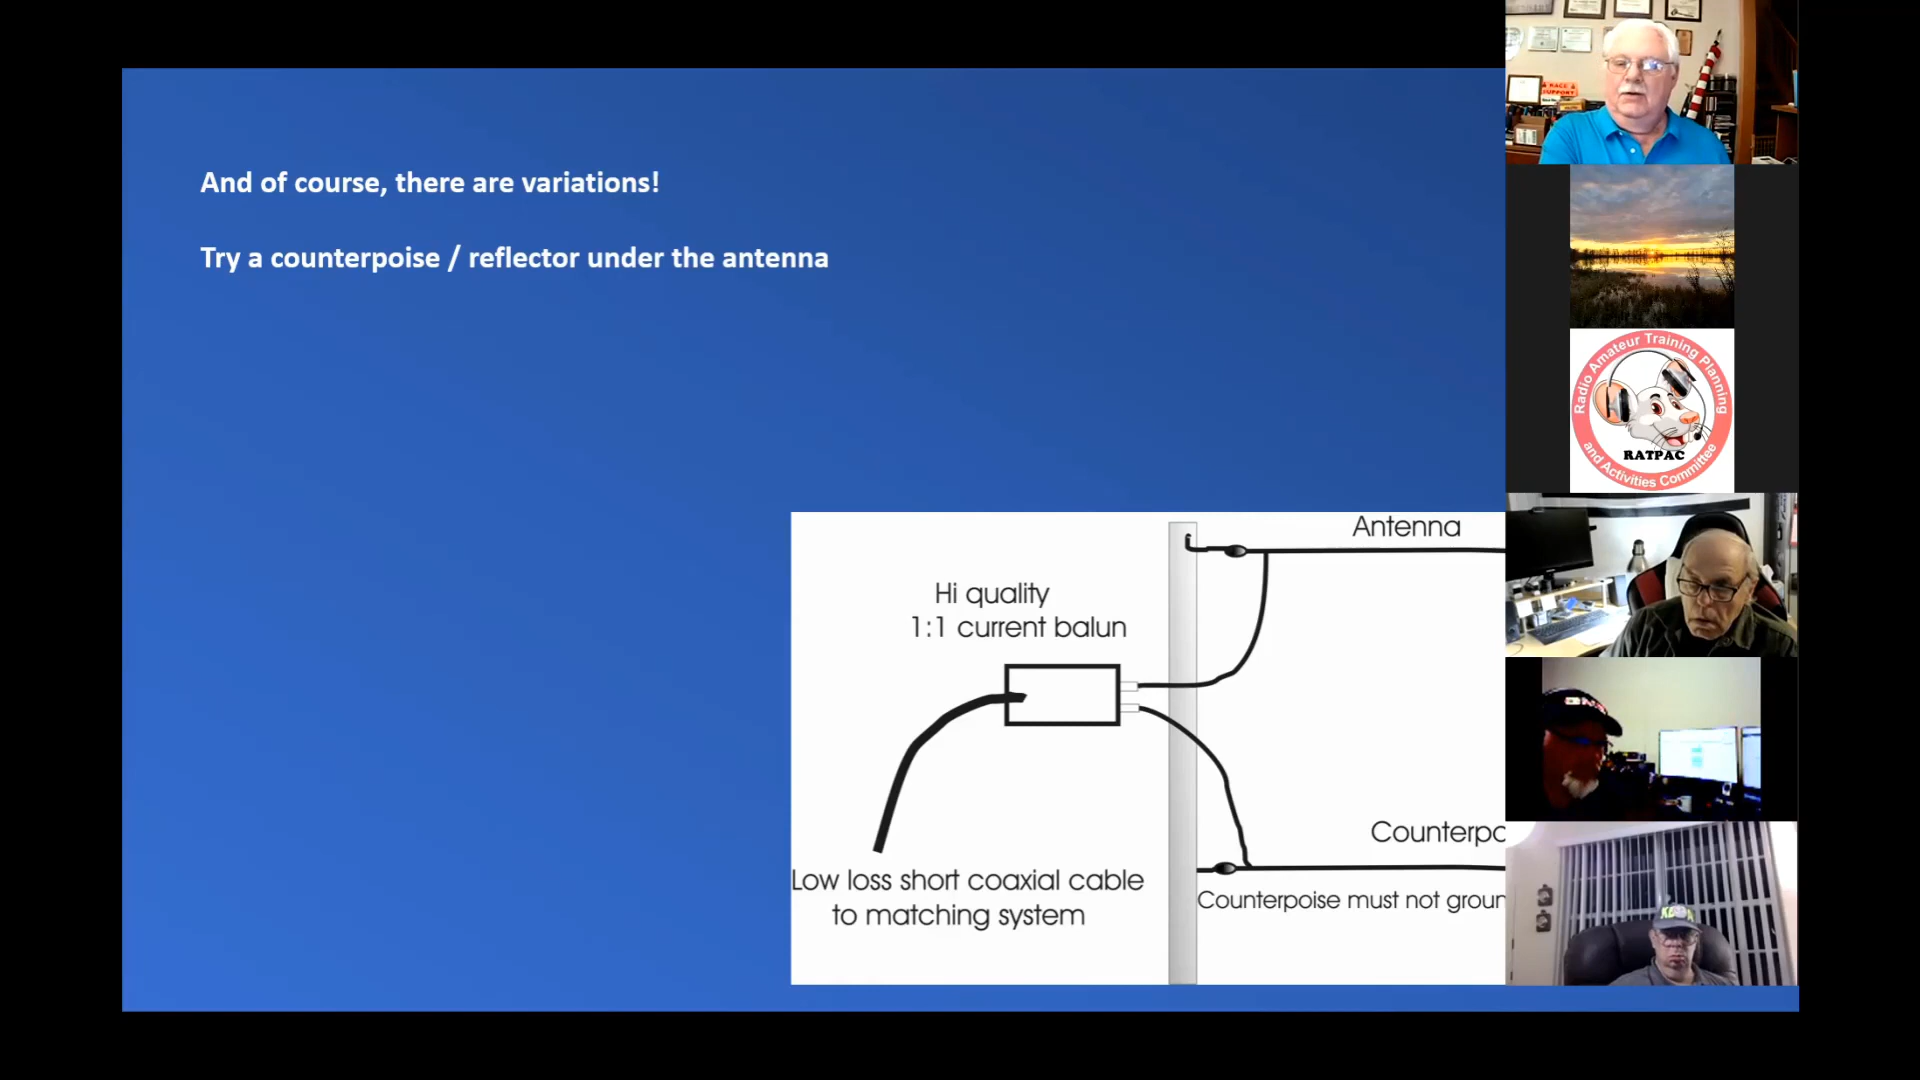 And of course, there are variations!
Try a counterpoise / reflector under the antenna
Antenna
Hi quality
1:1 current balun
Counterpo
Low loss short coaxial cable
to matching system
Counterpoise must not groun
Radio Amateur Training Planning
and Activities Committee
RATPAC